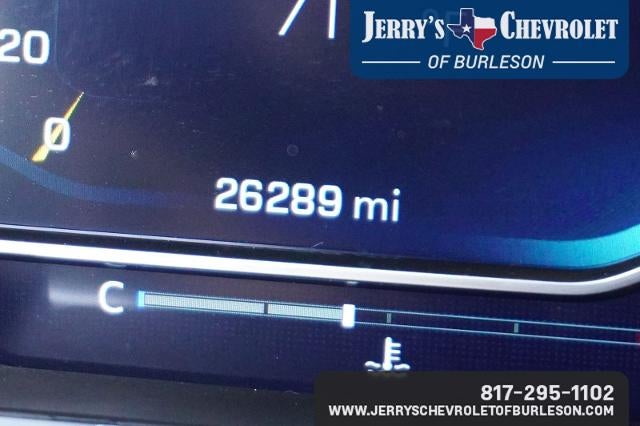 JERRY'S CHEVROLET
OF BURLESON
20
0
26289 mi
C
817-295-1102
WWW.JERRYSCHEVROLETOFBURLESON.COM